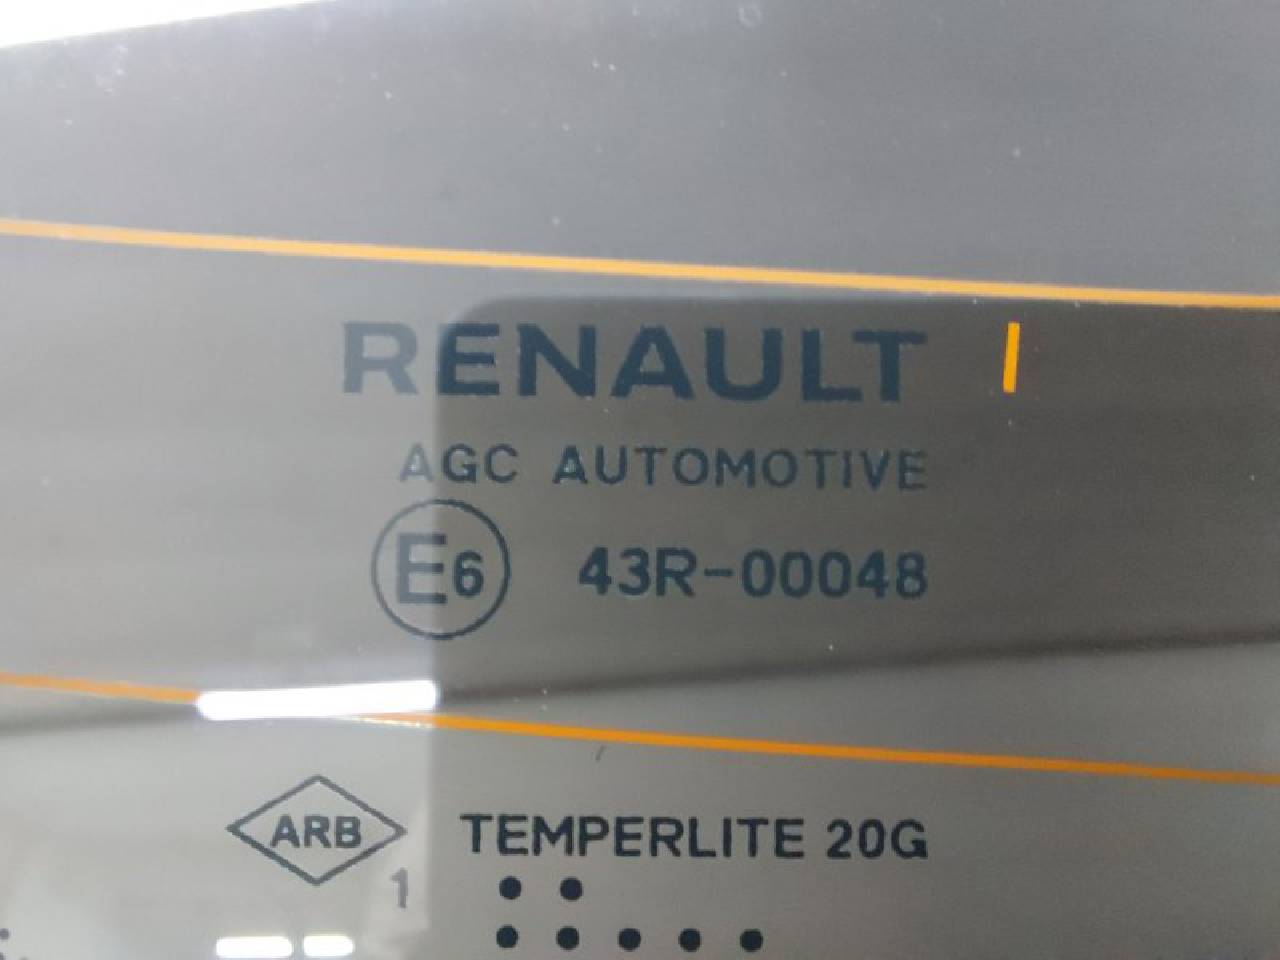 RENAULT
AGC AUTOMOTIVE
E6 43R-00048
ARB TEMPERLITE 20G
1